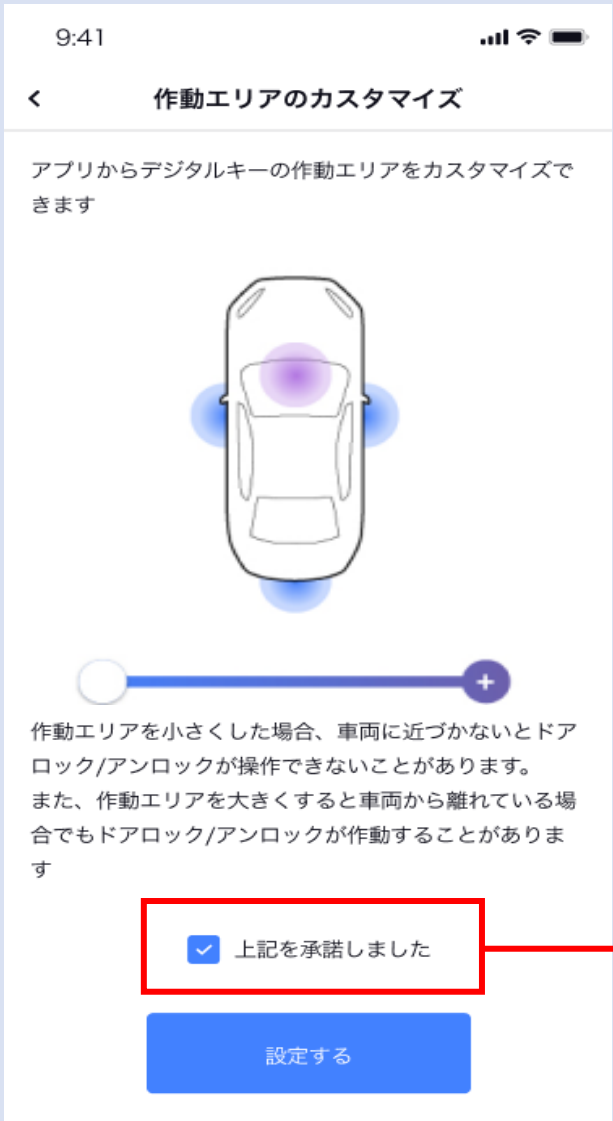 9:41
作動エリアのカスタマイズ
アプリからデジタルキーの作動エリアをカスタマイズで
きます
+
作動エリアを小さくした場合、車両に近づかないとドア
ロック/アンロックが操作できないことがあります。
また、作動エリアを大きくすると車両から離れている場
合でもドアロック/アンロックが作動することがありま
す
上記を承諾しました
設定する